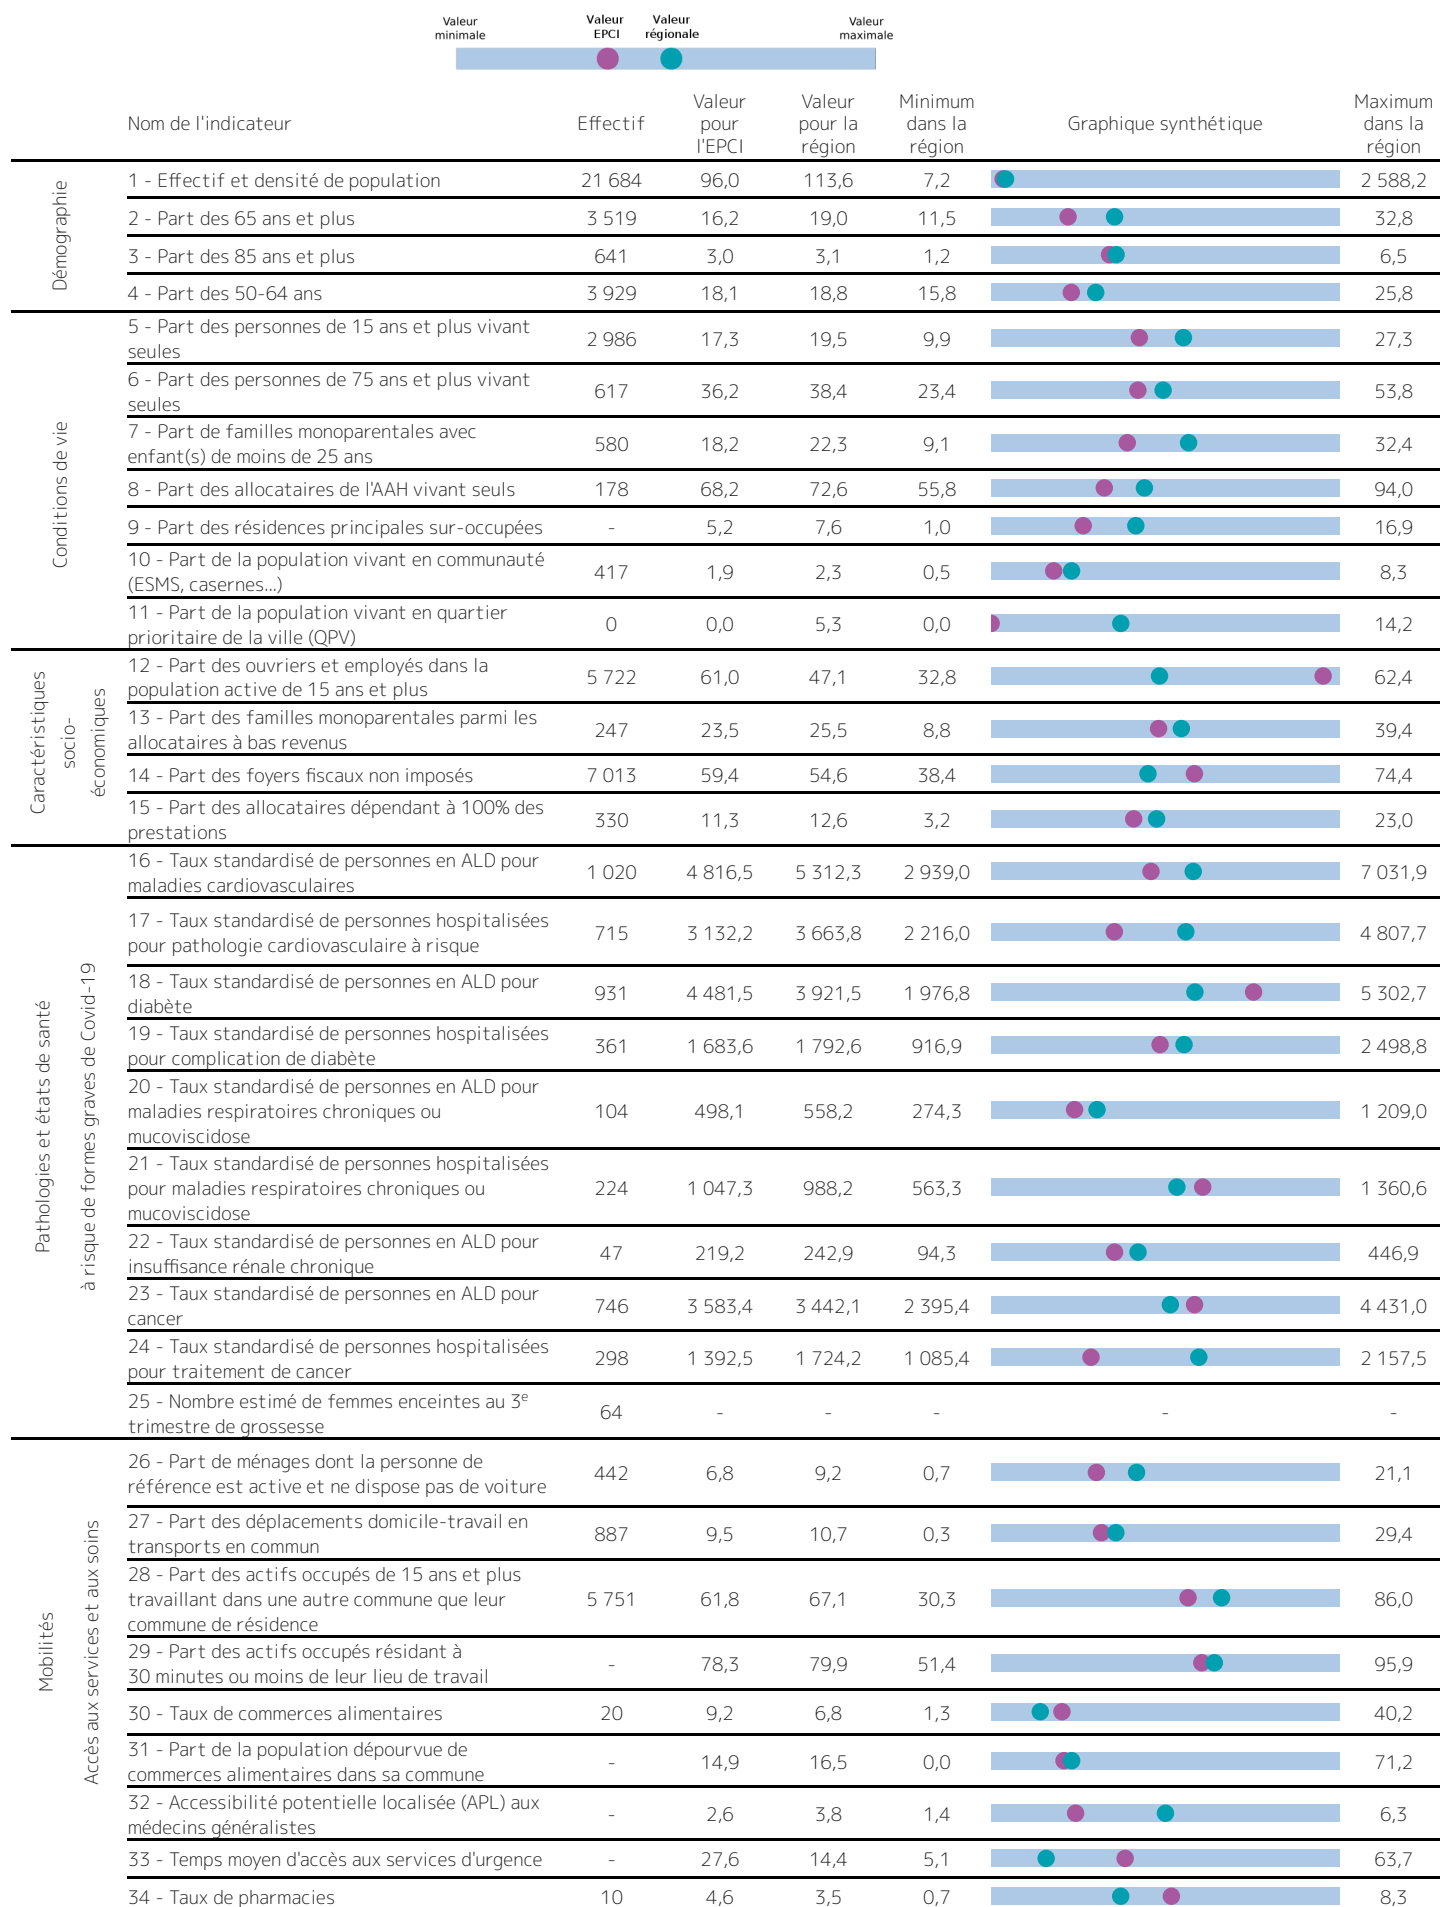 Valeur
minimale
Valeur
EPCI
Valeur
régionale
Valeur
maximale
Nom de l'indicateur
Effectif
Valeur
pour
l'EPCI
Valeur
pour la
région
Minimum
dans la
région
Graphique synthétique
Maximum
dans la
région
Démographie
1 - Effectif et densité de population 21 684 96,0 113,6 7,2 2 588,2
2 - Part des 65 ans et plus 3 519 16,2 19,0 11,5 32,8
3 - Part des 85 ans et plus 641 3,0 3,1 1,2 6,5
4 - Part des 50-64 ans 3 929 18,1 18,8 15,8 25,8
Conditions de vie
5 - Part des personnes de 15 ans et plus vivant
seules
2 986 17,3 19,5 9,9 27,3
6 - Part des personnes de 75 ans et plus vivant
seules
617 36,2 38,4 23,4 53,8
7 - Part de familles monoparentales avec
enfant(s) de moins de 25 ans
580 18,2 22,3 9,1 32,4
8 - Part des allocataires de l'AAH vivant seuls 178 68,2 72,6 55,8 94,0
9 - Part des résidences principales sur-occupées - 5,2 7,6 1,0 16,9
10 - Part de la population vivant en communauté
(ESMS, casernes...)
417 1,9 2,3 0,5 8,3
11 - Part de la population vivant en quartier
prioritaire de la ville (QPV)
0 0,0 5,3 0,0 14,2
Caractéristiques
socio-
économiques
12 - Part des ouvriers et employés dans la
population active de 15 ans et plus
5 722 61,0 47,1 32,8 62,4
13 - Part des familles monoparentales parmi les
allocataires à bas revenus
247 23,5 25,5 8,8 39,4
14 - Part des foyers fiscaux non imposés 7 013 59,4 54,6 38,4 74,4
15 - Part des allocataires dépendant à 100% des
prestations
330 11,3 12,6 3,2 23,0
Pathologies et états de santé
à risque de formes graves de Covid-19
16 - Taux standardisé de personnes en ALD pour
maladies cardiovasculaires
1 020 4 816,5 5 312,3 2 939,0 7 031,9
17 - Taux standardisé de personnes hospitalisées
pour pathologie cardiovasculaire à risque
715 3 132,2 3 663,8 2 216,0 4 807,7
18 - Taux standardisé de personnes en ALD pour
diabète
931 4 481,5 3 921,5 1 976,8 5 302,7
19 - Taux standardisé de personnes hospitalisées
pour complication de diabète
361 1 683,6 1 792,6 916,9 2 498,8
20 - Taux standardisé de personnes en ALD pour
maladies respiratoires chroniques ou
mucoviscidose
104 498,1 558,2 274,3 1 209,0
21 - Taux standardisé de personnes hospitalisées
pour maladies respiratoires chroniques ou
mucoviscidose
224 1 047,3 988,2 563,3 1 360,6
22 - Taux standardisé de personnes en ALD pour
insuffisance rénale chronique
47 219,2 242,9 94,3 446,9
23 - Taux standardisé de personnes en ALD pour
cancer
746 3 583,4 3 442,1 2 395,4 4 431,0
24 - Taux standardisé de personnes hospitalisées
pour traitement de cancer
298 1 392,5 1 724,2 1 085,4 2 157,5
25 - Nombre estimé de femmes enceintes au 3e
trimestre de grossesse
64 - - - - -
Mobilités
Accès aux services et aux soins
26 - Part de ménages dont la personne de
référence est active et ne dispose pas de voiture
442 6,8 9,2 0,7 21,1
27 - Part des déplacements domicile-travail en
transports en commun
887 9,5 10,7 0,3 29,4
28 - Part des actifs occupés de 15 ans et plus
travaillant dans une autre commune que leur
commune de résidence
5 751 61,8 67,1 30,3 86,0
29 - Part des actifs occupés résidant à
30 minutes ou moins de leur lieu de travail
- 78,3 79,9 51,4 95,9
30 - Taux de commerces alimentaires 20 9,2 6,8 1,3 40,2
31 - Part de la population dépourvue de
commerces alimentaires dans sa commune
- 14,9 16,5 0,0 71,2
32 - Accessibilité potentielle localisée (APL) aux
médecins généralistes
- 2,6 3,8 1,4 6,3
33 - Temps moyen d'accès aux services d'urgence - 27,6 14,4 5,1 63,7
34 - Taux de pharmacies 10 4,6 3,5 0,7 8,3